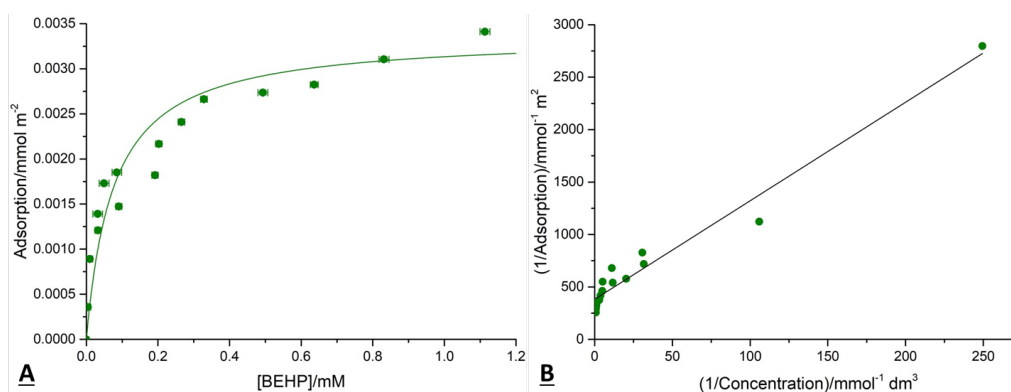 0.0035
0.0030
0.0025
0.0020
0.0015
0.0010
0.0005
0.0000
Adsorption/mmol m⁻²
0.0 0.2 0.4 0.6 0.8 1.0 1.2
[BEHP]/mM
A
3000
2500
2000
1500
1000
500
0
(1/Adsorption)/mmol⁻¹ m²
0 50 100 150 200 250
(1/Concentration)/mmol⁻¹ dm³
B